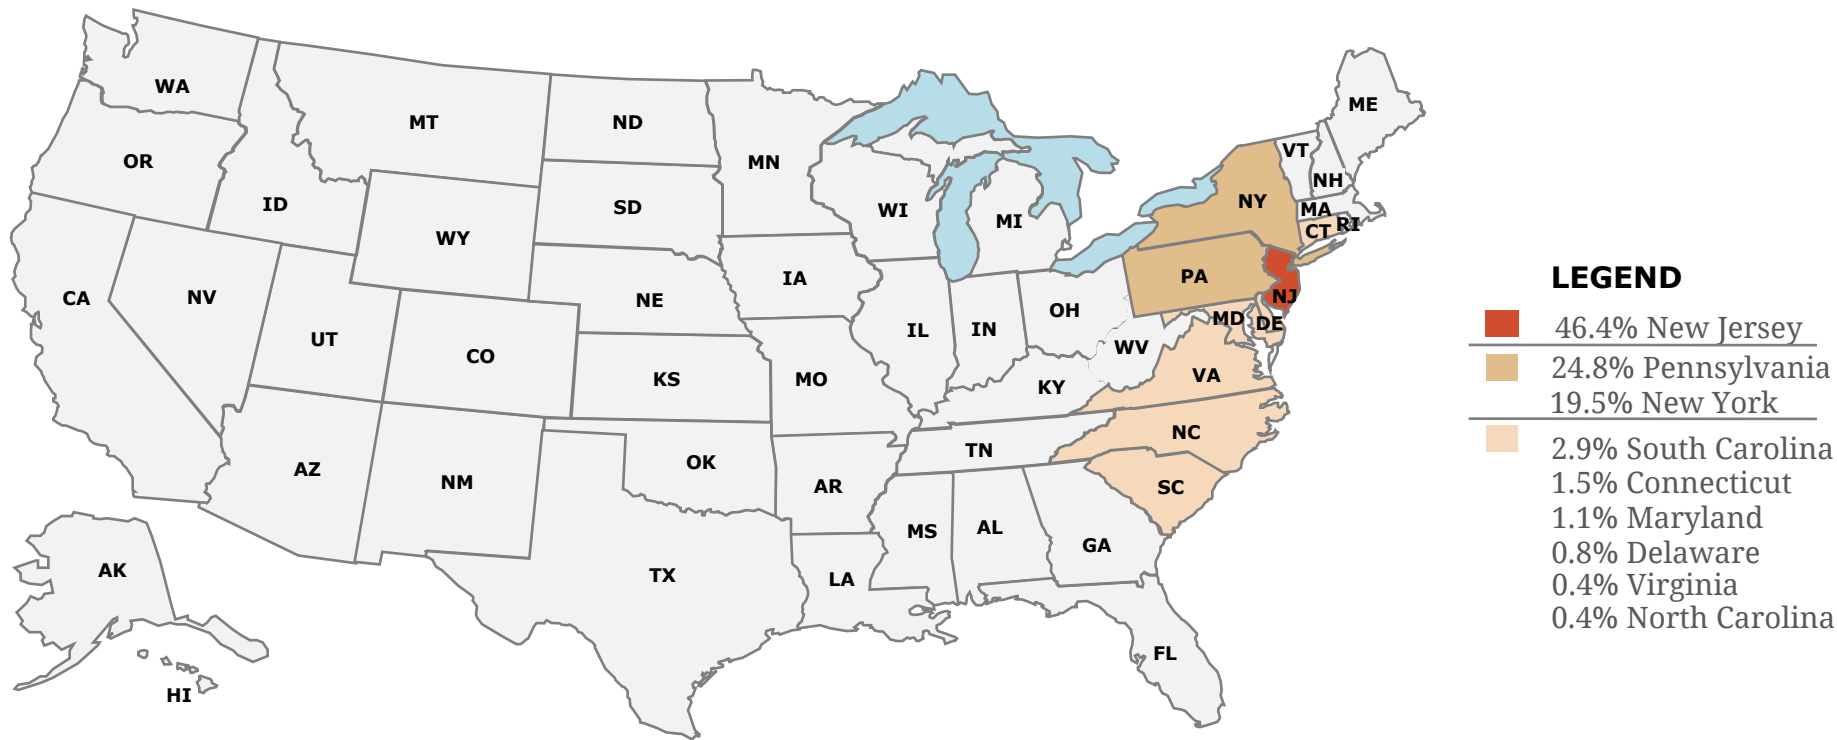 WA
MT
ND
MN
ME
OR
ID
SD
WI
MI
VT
NH
NY
MA
RI
CT
WY
IA
PA
CA
NV
NE
IL
IN
OH
NJ
MD
DE
UT
CO
KS
MO
KY
WV
VA
AZ
NM
OK
AR
TN
NC
SC
MS
AL
GA
TX
LA
FL
AK
HI
LEGEND
46.4% New Jersey
24.8% Pennsylvania
19.5% New York
2.9% South Carolina
1.5% Connecticut
1.1% Maryland
0.8% Delaware
0.4% Virginia
0.4% North Carolina